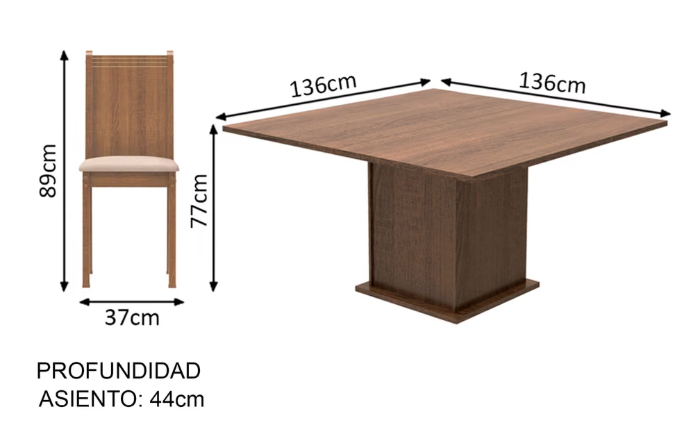 136cm
136cm
89cm
77cm
37cm
PROFUNDIDAD
ASIENTO: 44cm